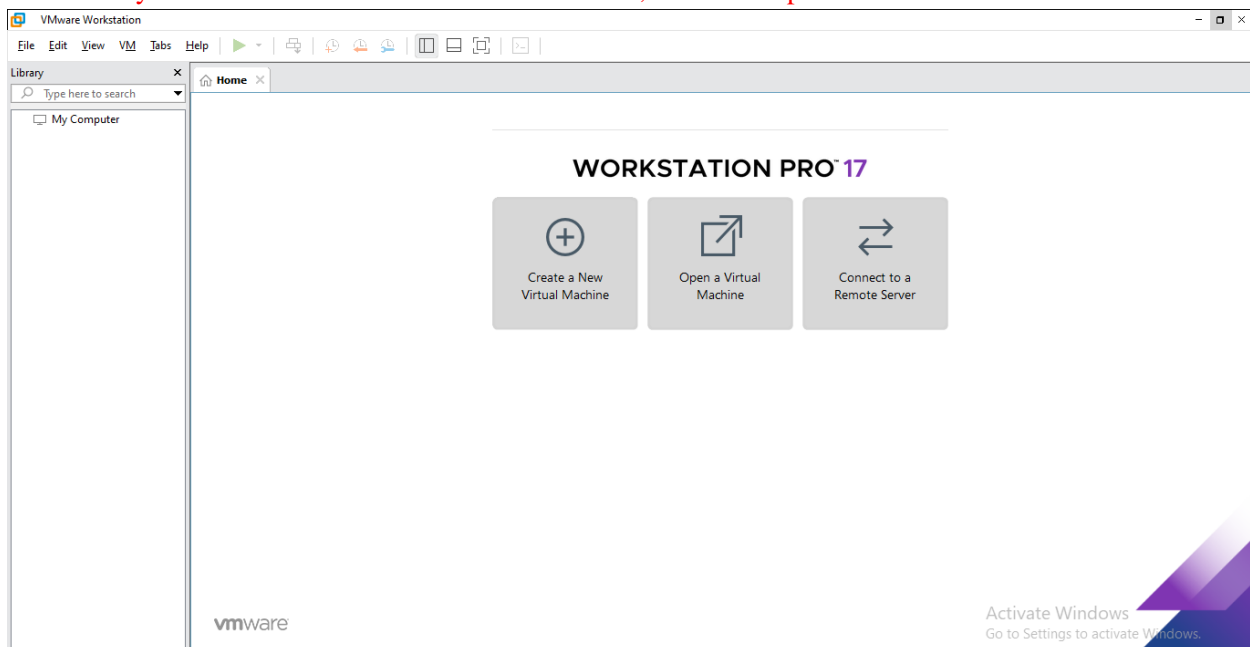 VMware Workstation
File Edit View VM Tabs Help
Library
Home
Type here to search
My Computer
WORKSTATION PRO™ 17
Create a New
Virtual Machine
Open a Virtual
Machine
Connect to a
Remote Server
vmware
Activate Windows
Go to Settings to activate Windows.